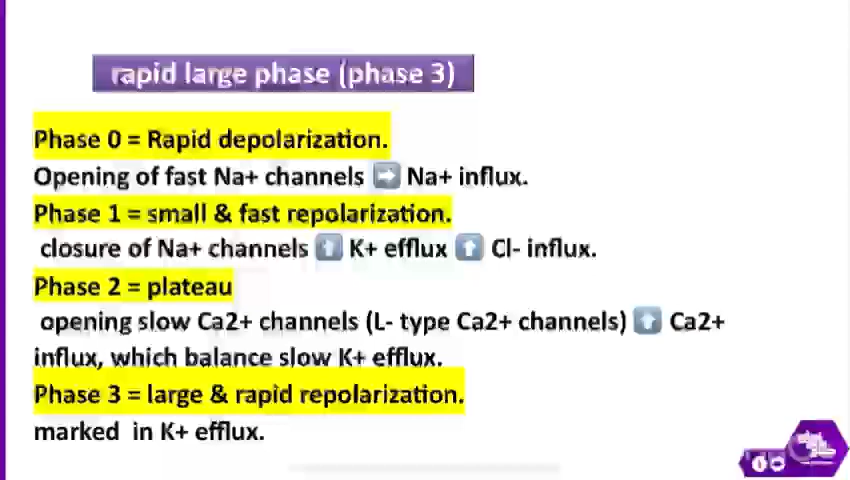 rapid large phase (phase 3)
Phase 0 = Rapid depolarization.
Opening of fast Na+ channels ➡️ Na+ influx.
Phase 1 = small & fast repolarization.
closure of Na+ channels ⬆️ K+ efflux ⬆️ Cl- influx.
Phase 2 = plateau
opening slow Ca2+ channels (L- type Ca2+ channels) ⬆️ Ca2+
influx, which balance slow K+ efflux.
Phase 3 = large & rapid repolarization.
marked in K+ efflux.